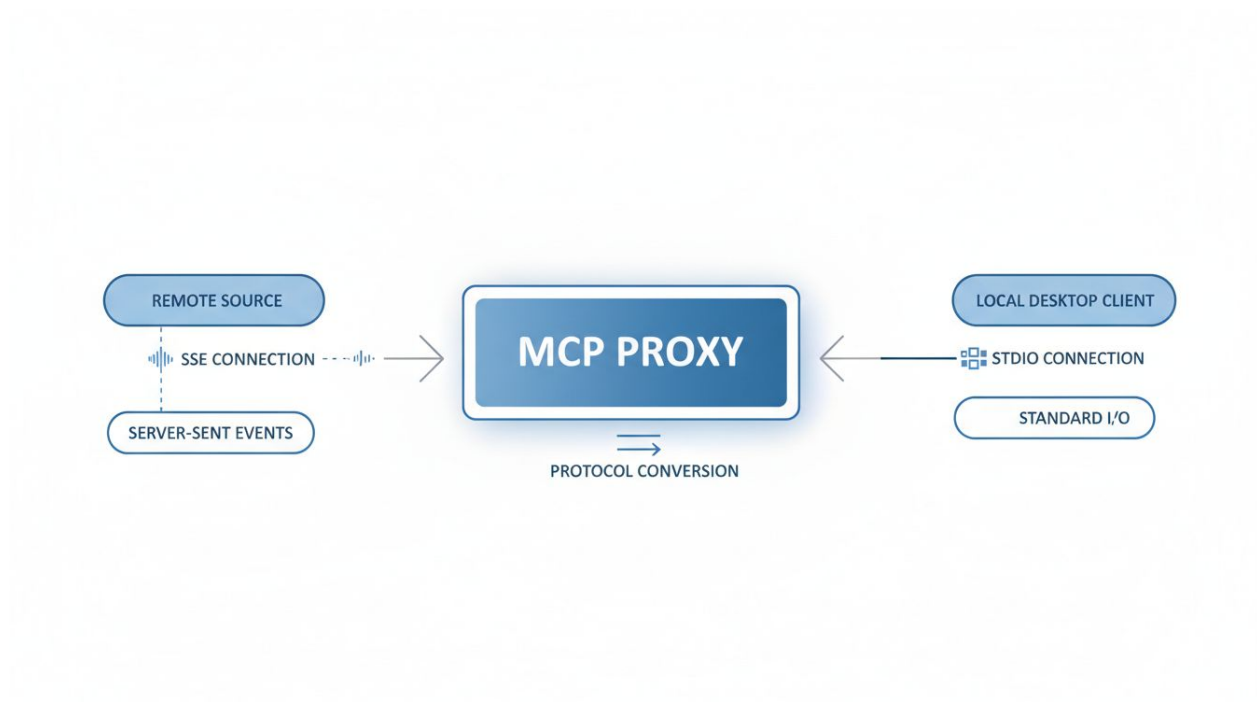 REMOTE SOURCE
SSE CONNECTION
SERVER-SENT EVENTS
MCP PROXY
PROTOCOL CONVERSION
LOCAL DESKTOP CLIENT
STDIO CONNECTION
STANDARD I/O